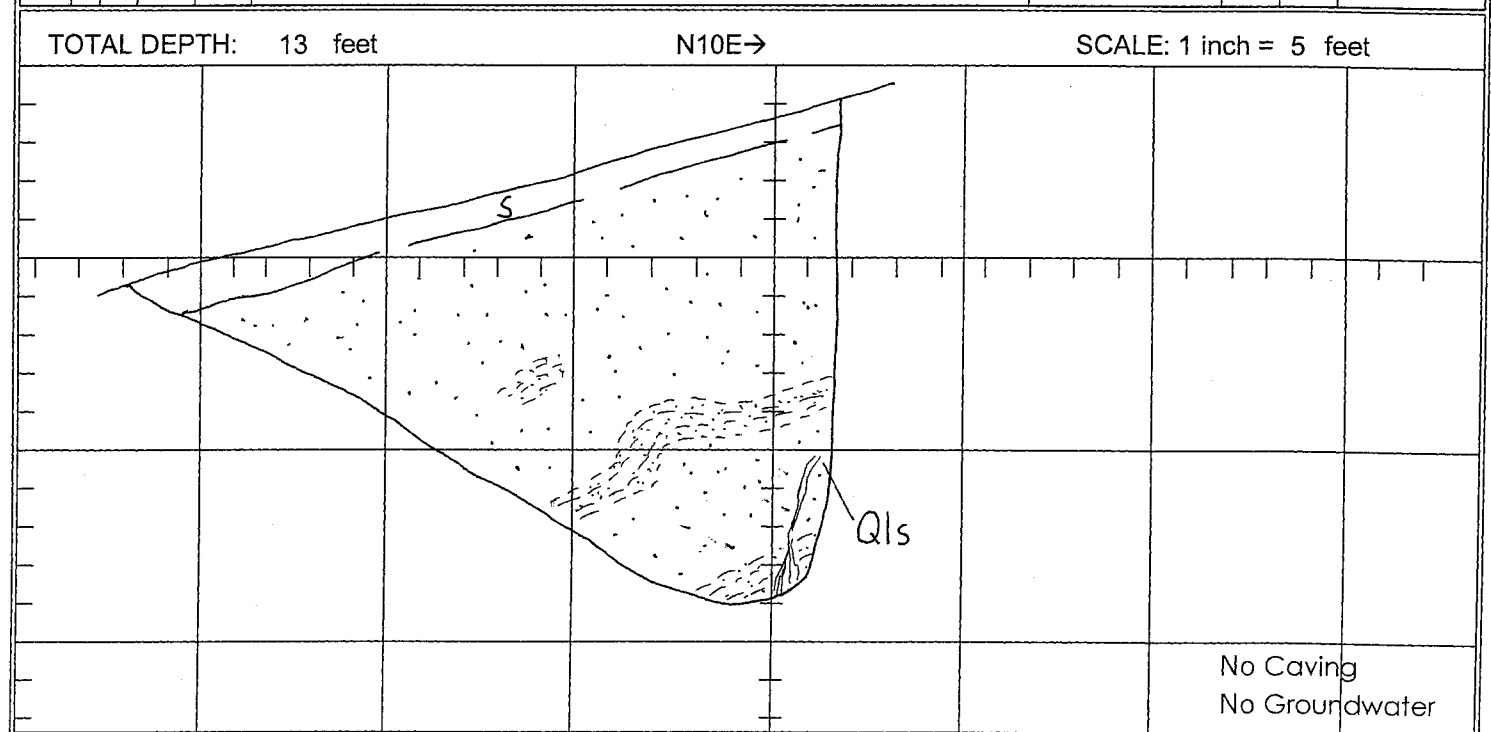 TOTAL DEPTH: 13 feet N10E→ SCALE: 1 inch = 5 feet
S
Qls
No Caving
No Groundwater